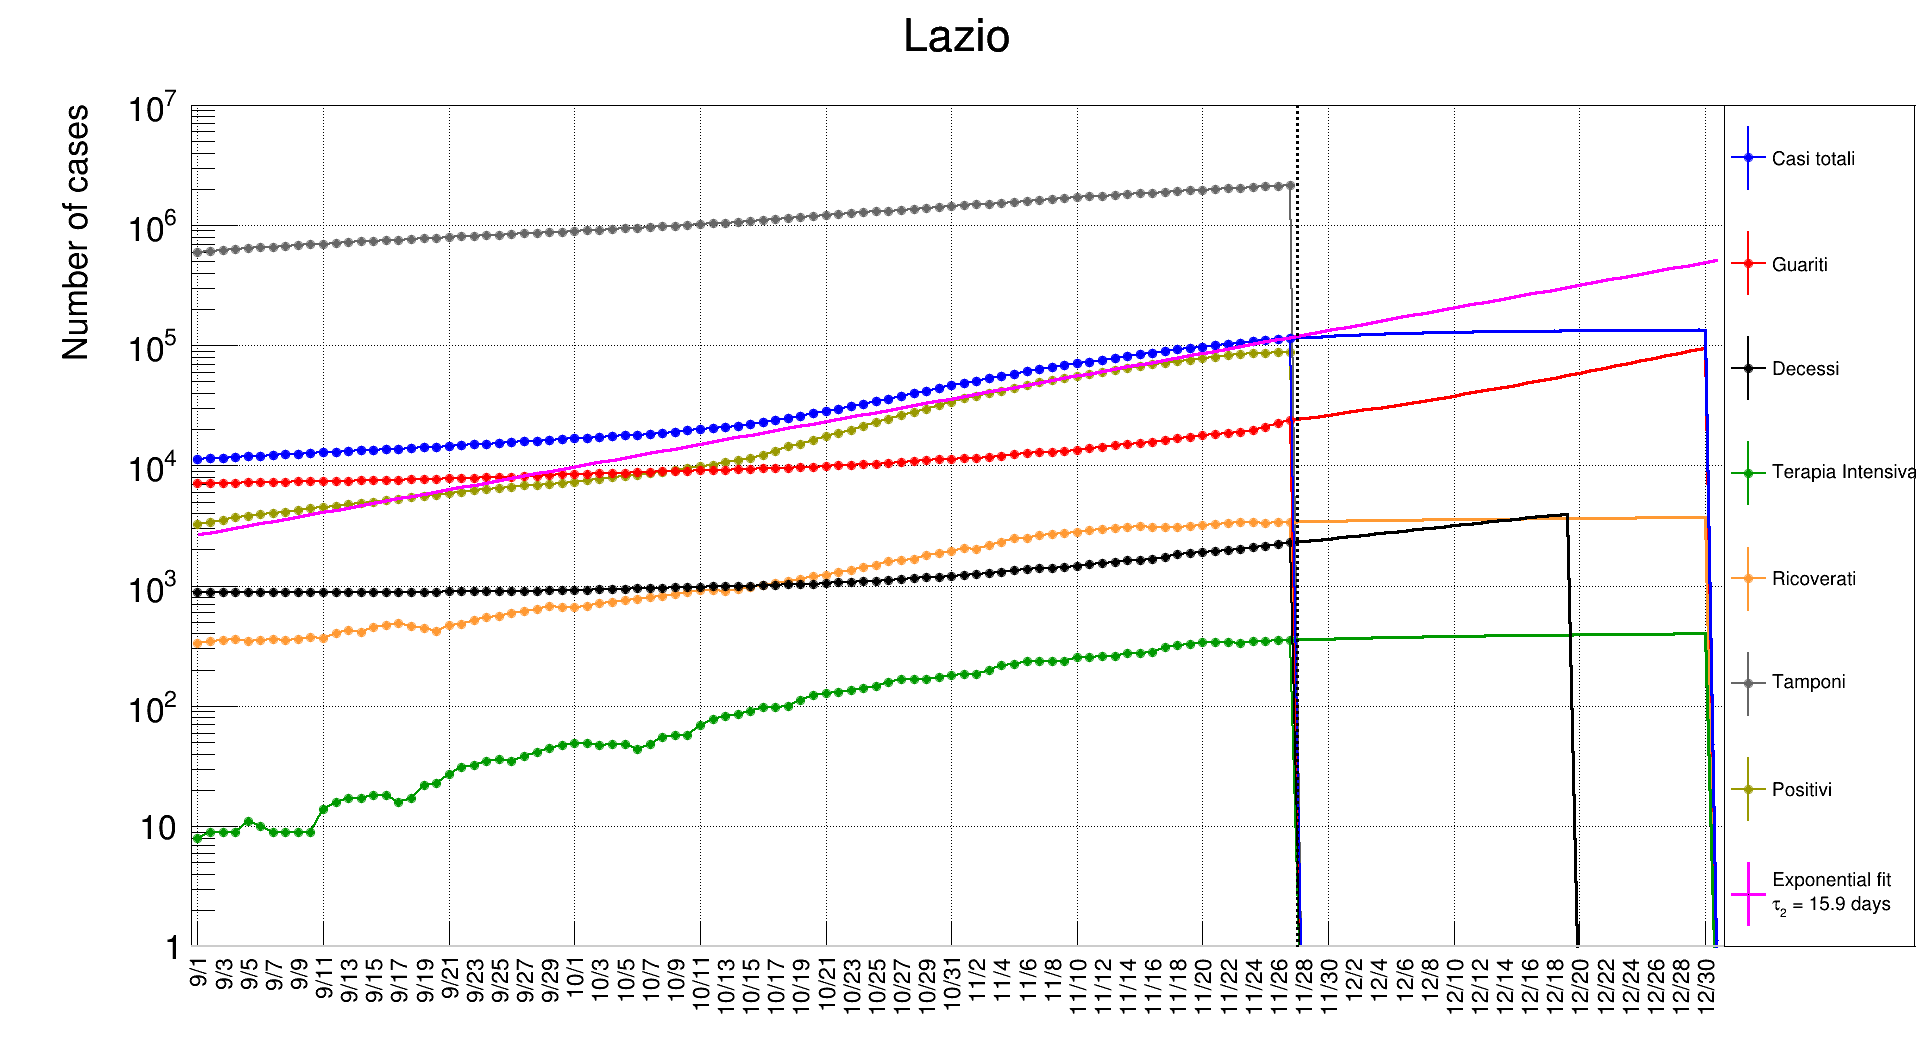 Lazio
Number of cases
10^7
10^6
10^5
10^4
10^3
10^2
10
1
9/1 9/3 9/5 9/7 9/9 9/11 9/13 9/15 9/17 9/19 9/21 9/23 9/25 9/27 9/29 10/1 10/3 10/5 10/7 10/9 10/11 10/13 10/15 10/17 10/19 10/21 10/23 10/25 10/27 10/29 10/31 11/2 11/4 11/6 11/8 11/10 11/12 11/14 11/16 11/18 11/20 11/22 11/24 11/26 11/28 11/30 12/2 12/4 12/6 12/8 12/10 12/12 12/14 12/16 12/18 12/20 12/22 12/24 12/26 12/28 12/30
Casi totali
Guariti
Decessi
Terapia Intensiva
Ricoverati
Tamponi
Positivi
Exponential fit
τ₂ = 15.9 days